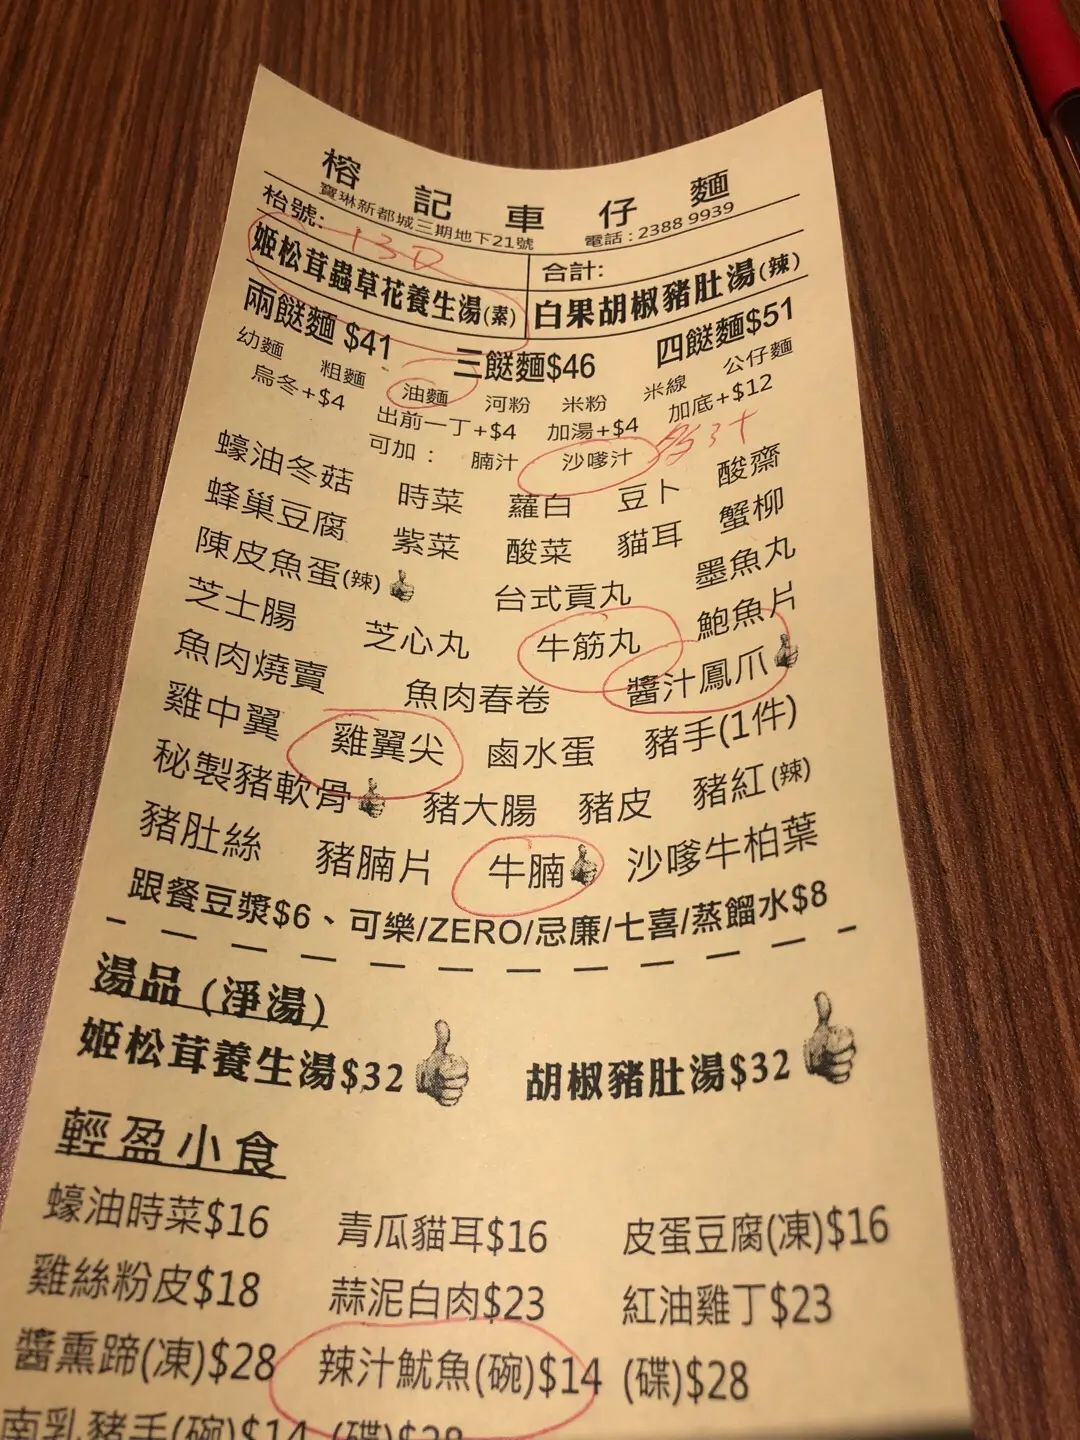 榕記車仔麵
寶琳新都城三期地下21號 電話：2388 9939
枱號: 合計:
姬松茸蟲草花養生湯(素) 白果胡椒豬肚湯(辣)
兩餸麵 $41 三餸麵$46 四餸麵$51
幼麵 粗麵 油麵 河粉 米粉 米線 公仔麵
烏冬+$4 出前一丁+$4 加湯+$4 加底+$12
可加： 腩汁 沙嗲汁
蠔油冬菇 時菜 蘿白 豆卜 酸齋
蜂巢豆腐 紫菜 酸菜 貓耳 蟹柳
陳皮魚蛋(辣) 台式貢丸 墨魚丸
芝士腸 芝心丸 牛筋丸 鮑魚片
魚肉燒賣 魚肉春卷 醬汁鳳爪
雞中翼 雞翼尖 鹵水蛋 豬手(1件)
秘製豬軟骨 豬大腸 豬皮 豬紅(辣)
豬肚絲 豬腩片 牛腩 沙嗲牛柏葉
跟餐豆漿$6、可樂/ZERO/忌廉/七喜/蒸餾水$8
湯品（淨湯）
姬松茸養生湯$32 胡椒豬肚湯$32
輕盈小食
蠔油時菜$16 青瓜貓耳$16 皮蛋豆腐(凍)$16
雞絲粉皮$18 蒜泥白肉$23 紅油雞丁$23
醬熏蹄(凍)$28 辣汁魷魚(碗)$14 (碟)$28
南乳豬手(碗)$14 (碟)$28